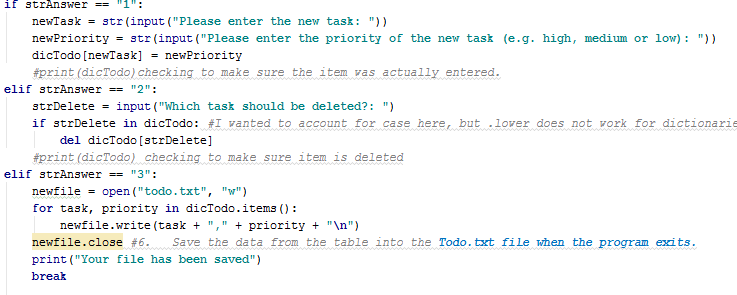 if strAnswer == "1":
    newTask = str(input("Please enter the new task: "))
    newPriority = str(input("Please enter the priority of the new task (e.g. high, medium or low): "))
    dicTodo[newTask] = newPriority
    #print(dicTodo)checking to make sure the item was actually entered.
elif strAnswer == "2":
    strDelete = input("Which task should be deleted?: ")
    if strDelete in dicTodo: #I wanted to account for case here, but .lower does not work for dictionarie
        del dicTodo[strDelete]
    #print(dicTodo) checking to make sure item is deleted
elif strAnswer == "3":
    newfile = open("todo.txt", "w")
    for task, priority in dicTodo.items():
        newfile.write(task + "," + priority + "\n")
    newfile.close #6.   Save the data from the table into the Todo.txt file when the program exits.
    print("Your file has been saved")
    break